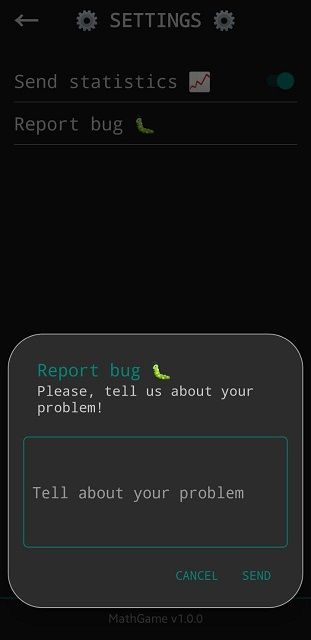 SETTINGS
Send statistics
Report bug
Report bug
Please, tell us about your
problem!
Tell about your problem
CANCEL SEND
MathGame v1.0.0